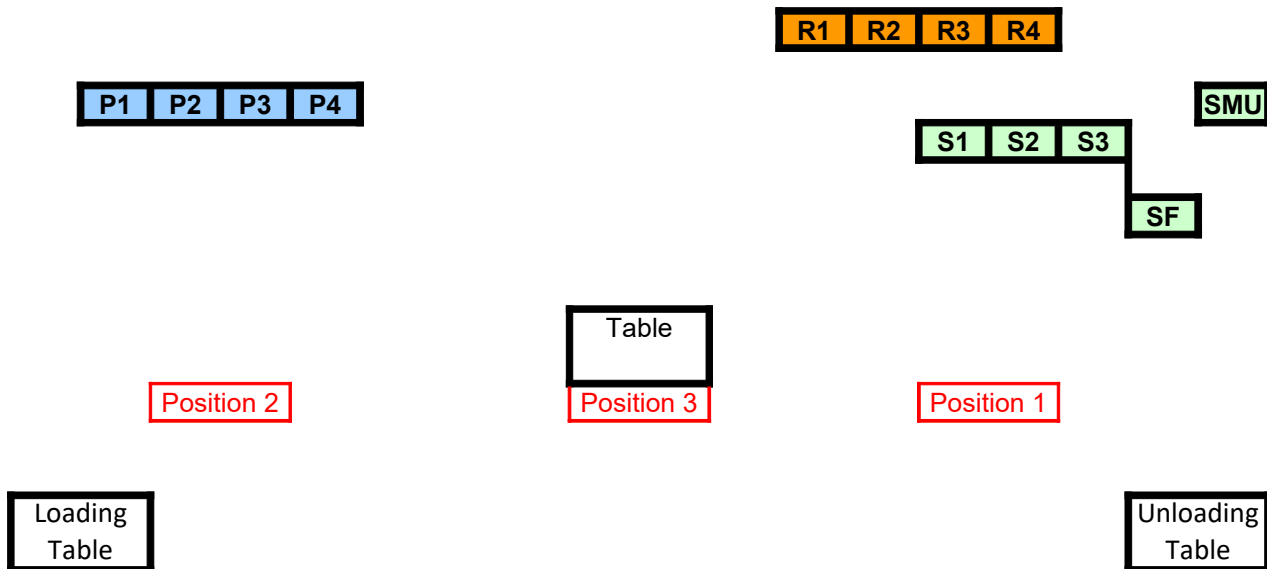 R1 R2 R3 R4
P1 P2 P3 P4
SMU
S1 S2 S3
SF
Table
Position 2
Position 3
Position 1
Loading
Table
Unloading
Table